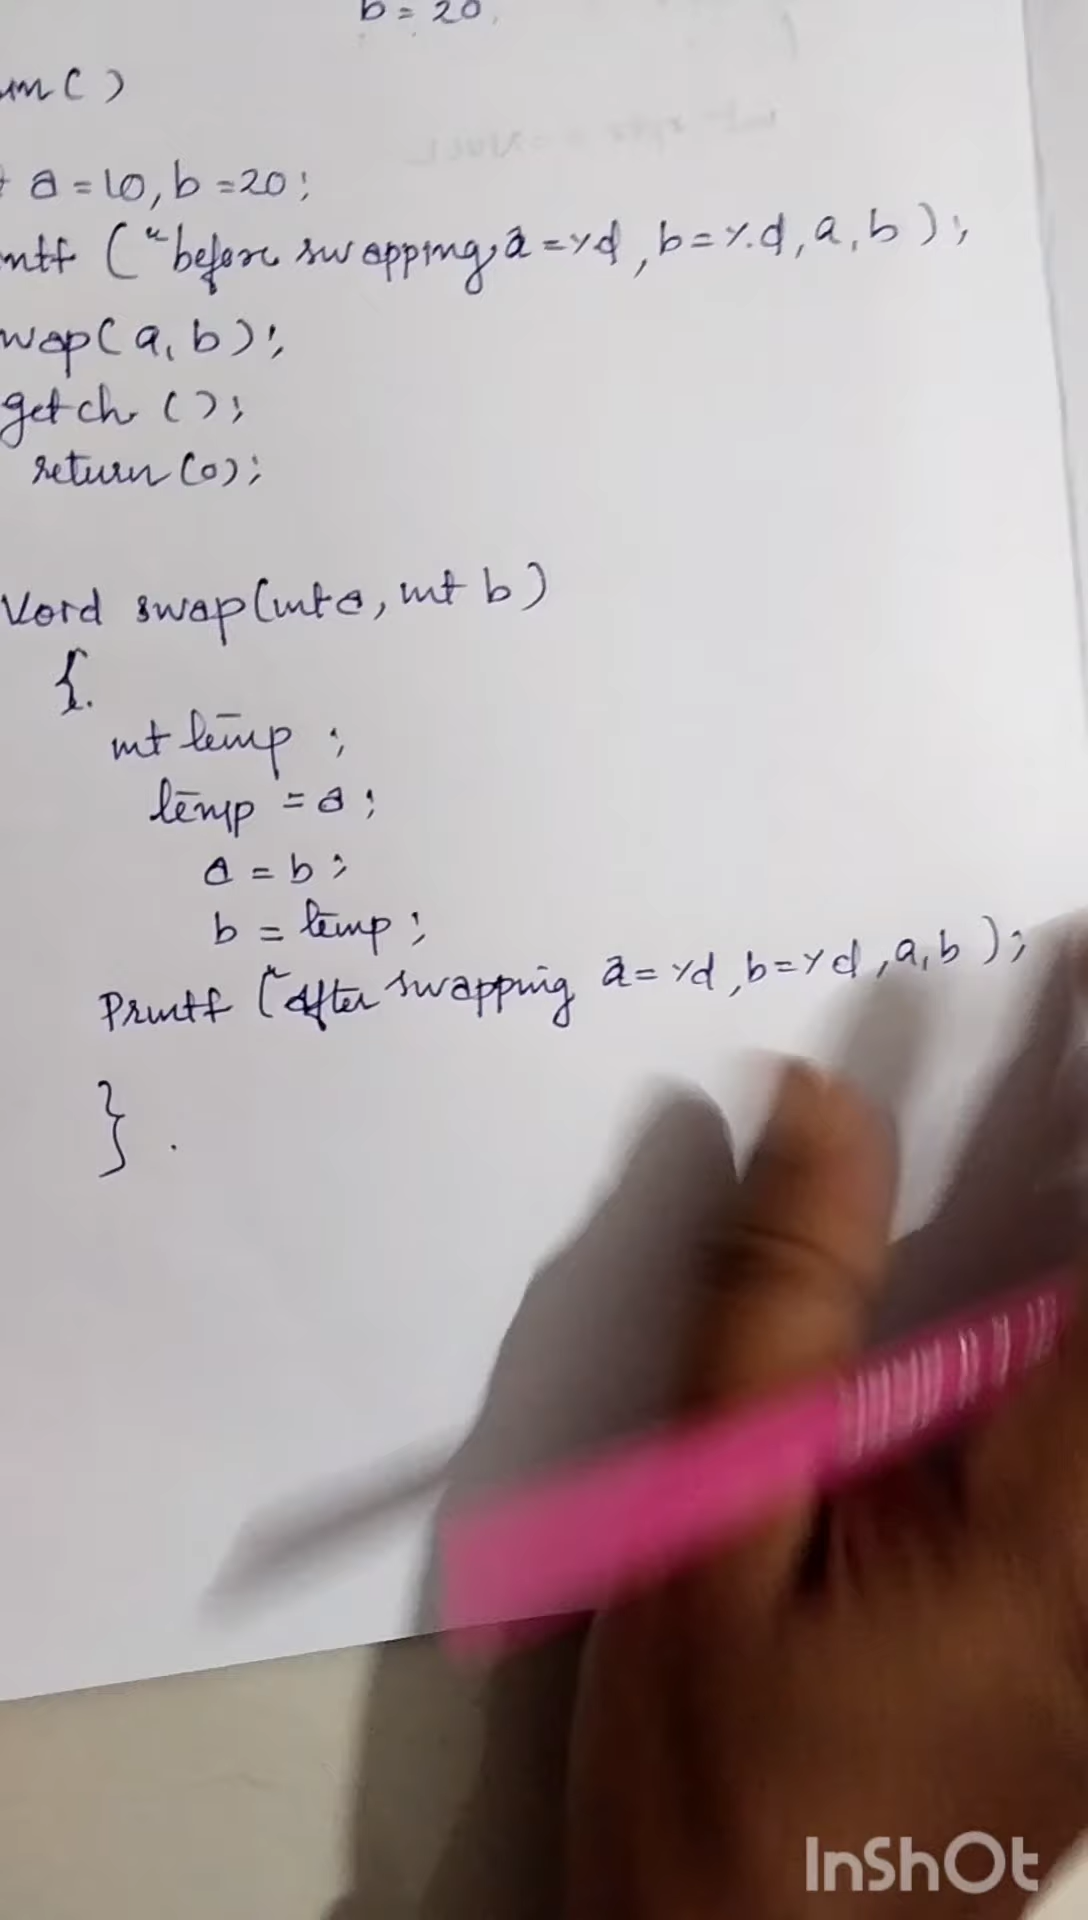 b = 20
a=10, b=20;
ntf ("before swapping, a=%d, b=%d, a, b);
wap(a, b);
getch ();
return (0);
Void swap(int a, int b)
{
int temp ;
temp = a ;
a = b ;
b = temp ;
Printf ("After swapping a=%d, b=%d, a, b);
}
InShOt